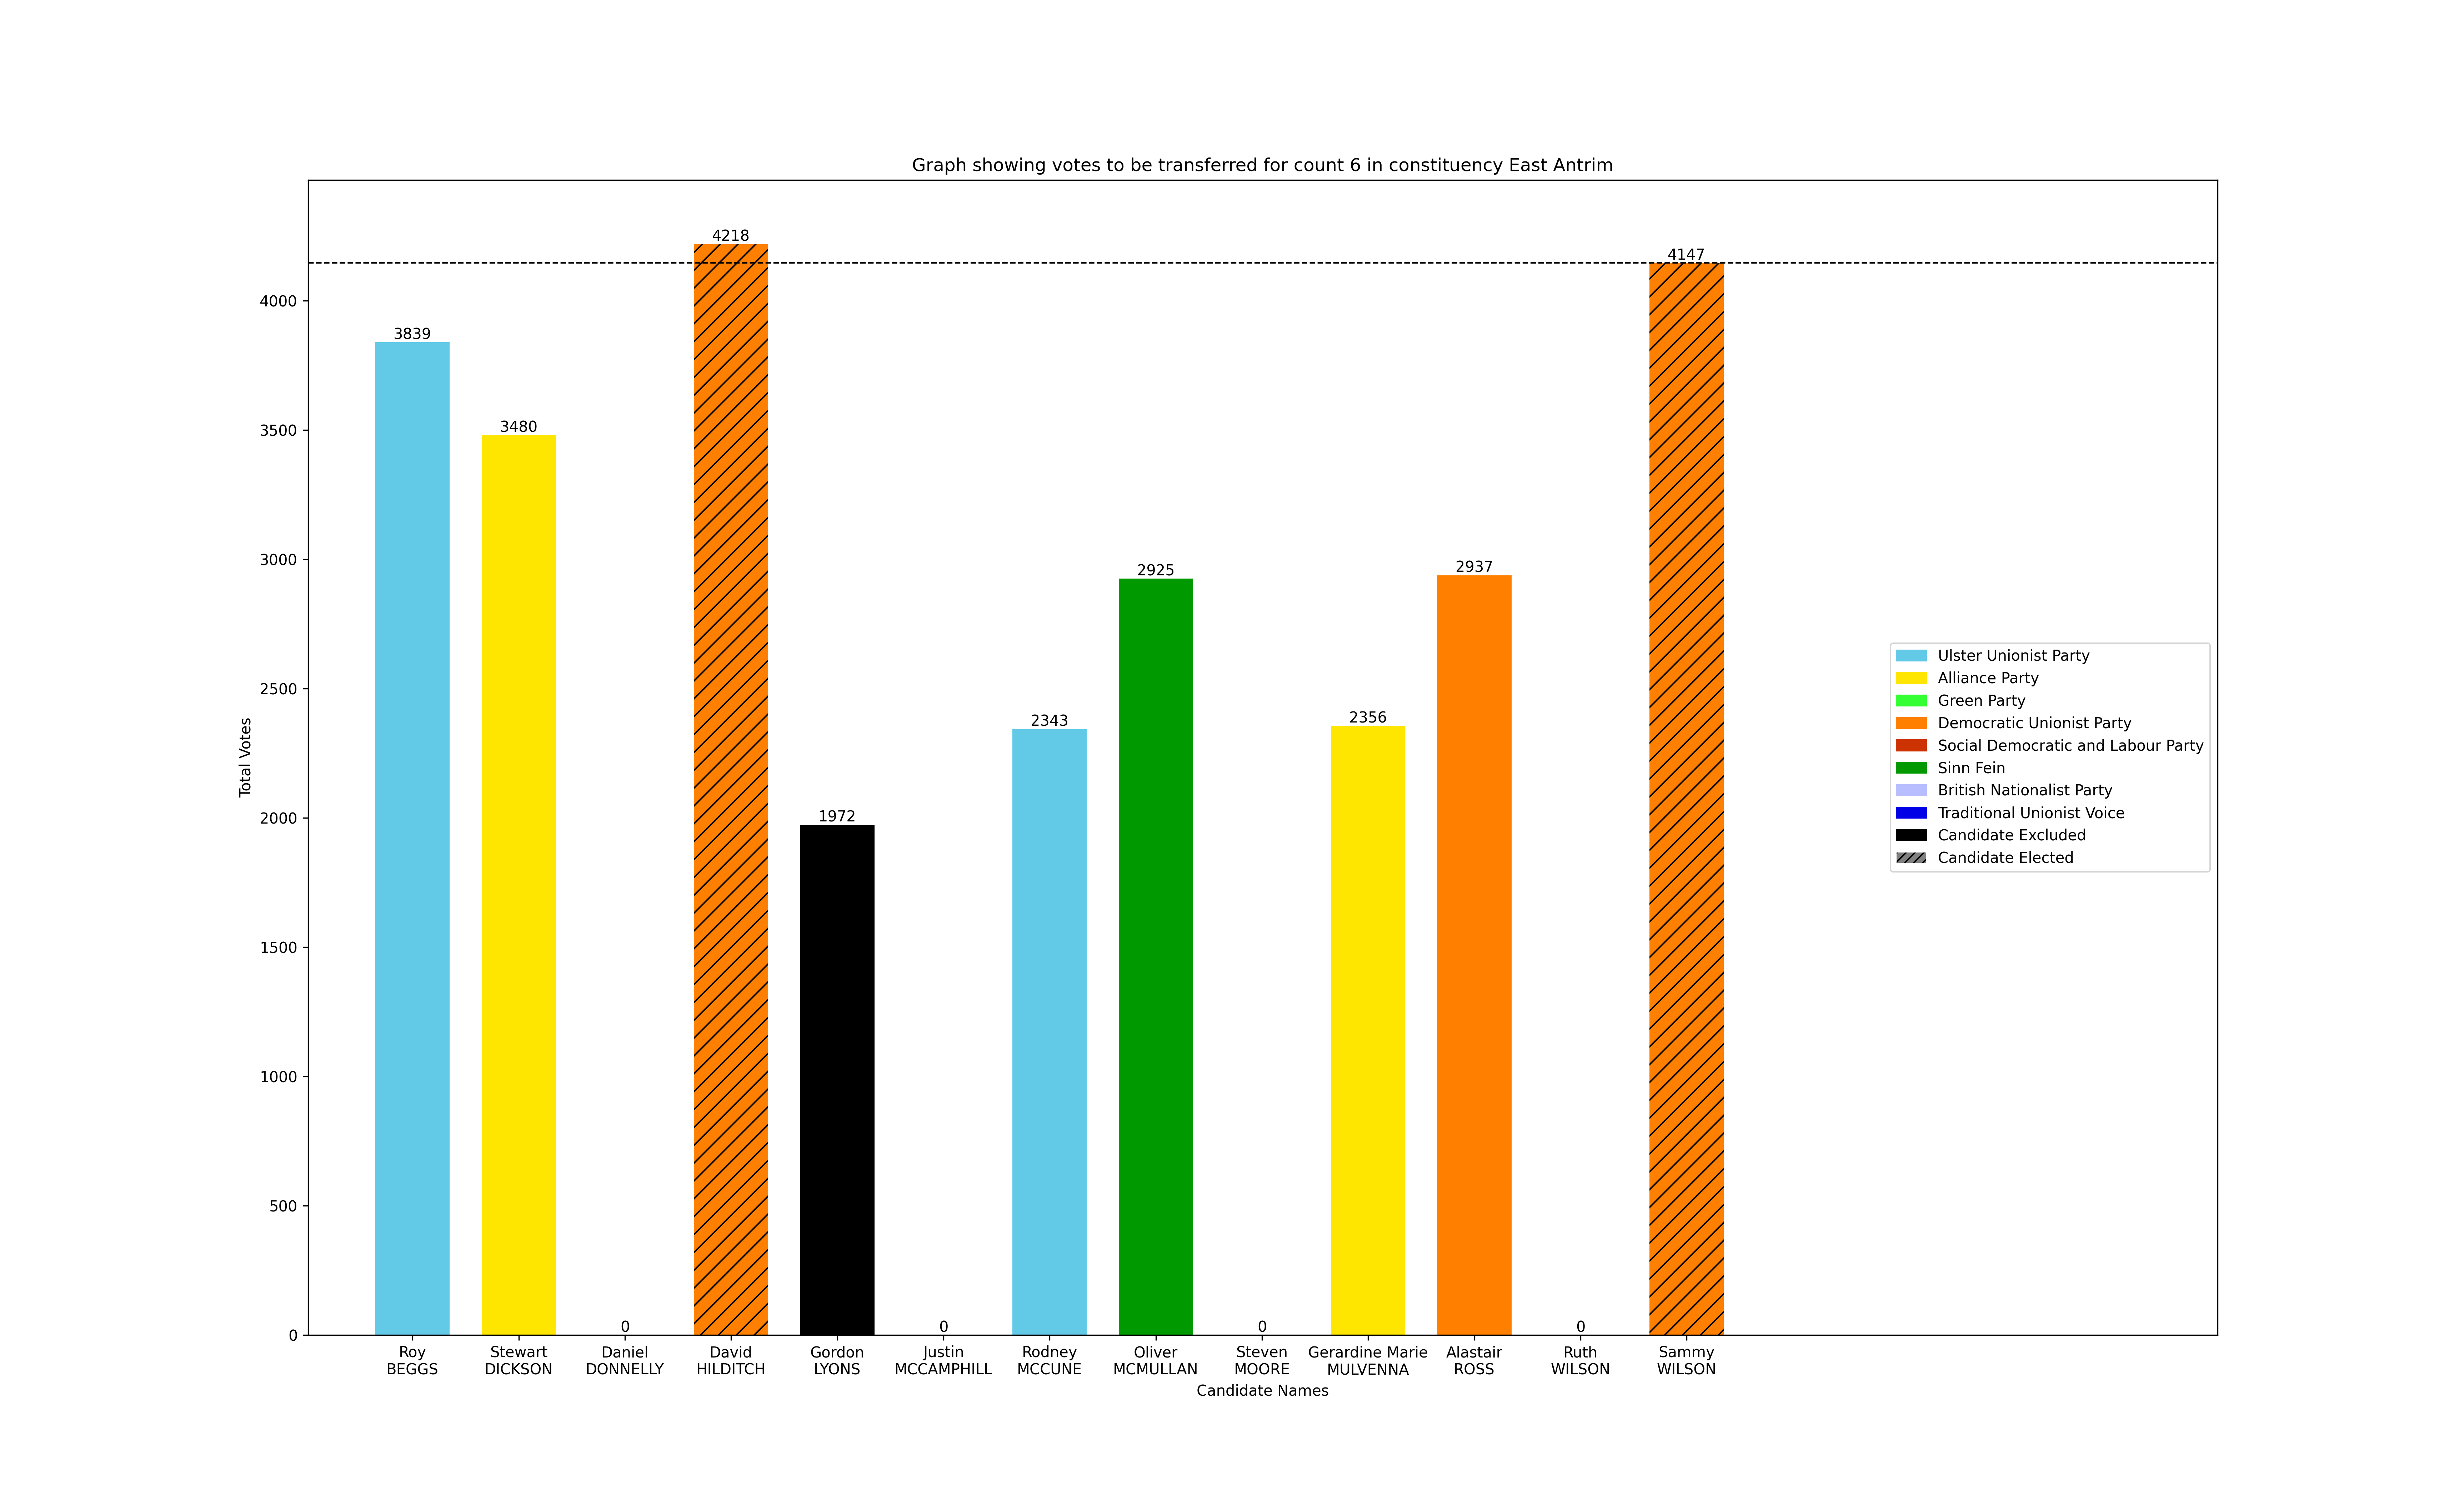 Graph showing votes to be transferred for count 6 in constituency East Antrim
4218
4147
4000
3839
3500
3480
3000
2937
2925
2500
2356
2343
2000
1972
1500
1000
500
0
0
0
0
0
Total Votes
Ulster Unionist Party
Alliance Party
Green Party
Democratic Unionist Party
Social Democratic and Labour Party
Sinn Fein
British Nationalist Party
Traditional Unionist Voice
Candidate Excluded
Candidate Elected
Roy
BEGGS
Stewart
DICKSON
Daniel
DONNELLY
David
HILDITCH
Gordon
LYONS
Justin
MCCAMPHILL
Rodney
MCCUNE
Oliver
MCMULLAN
Steven
MOORE
Gerardine Marie
MULVENNA
Alastair
ROSS
Ruth
WILSON
Sammy
WILSON
Candidate Names